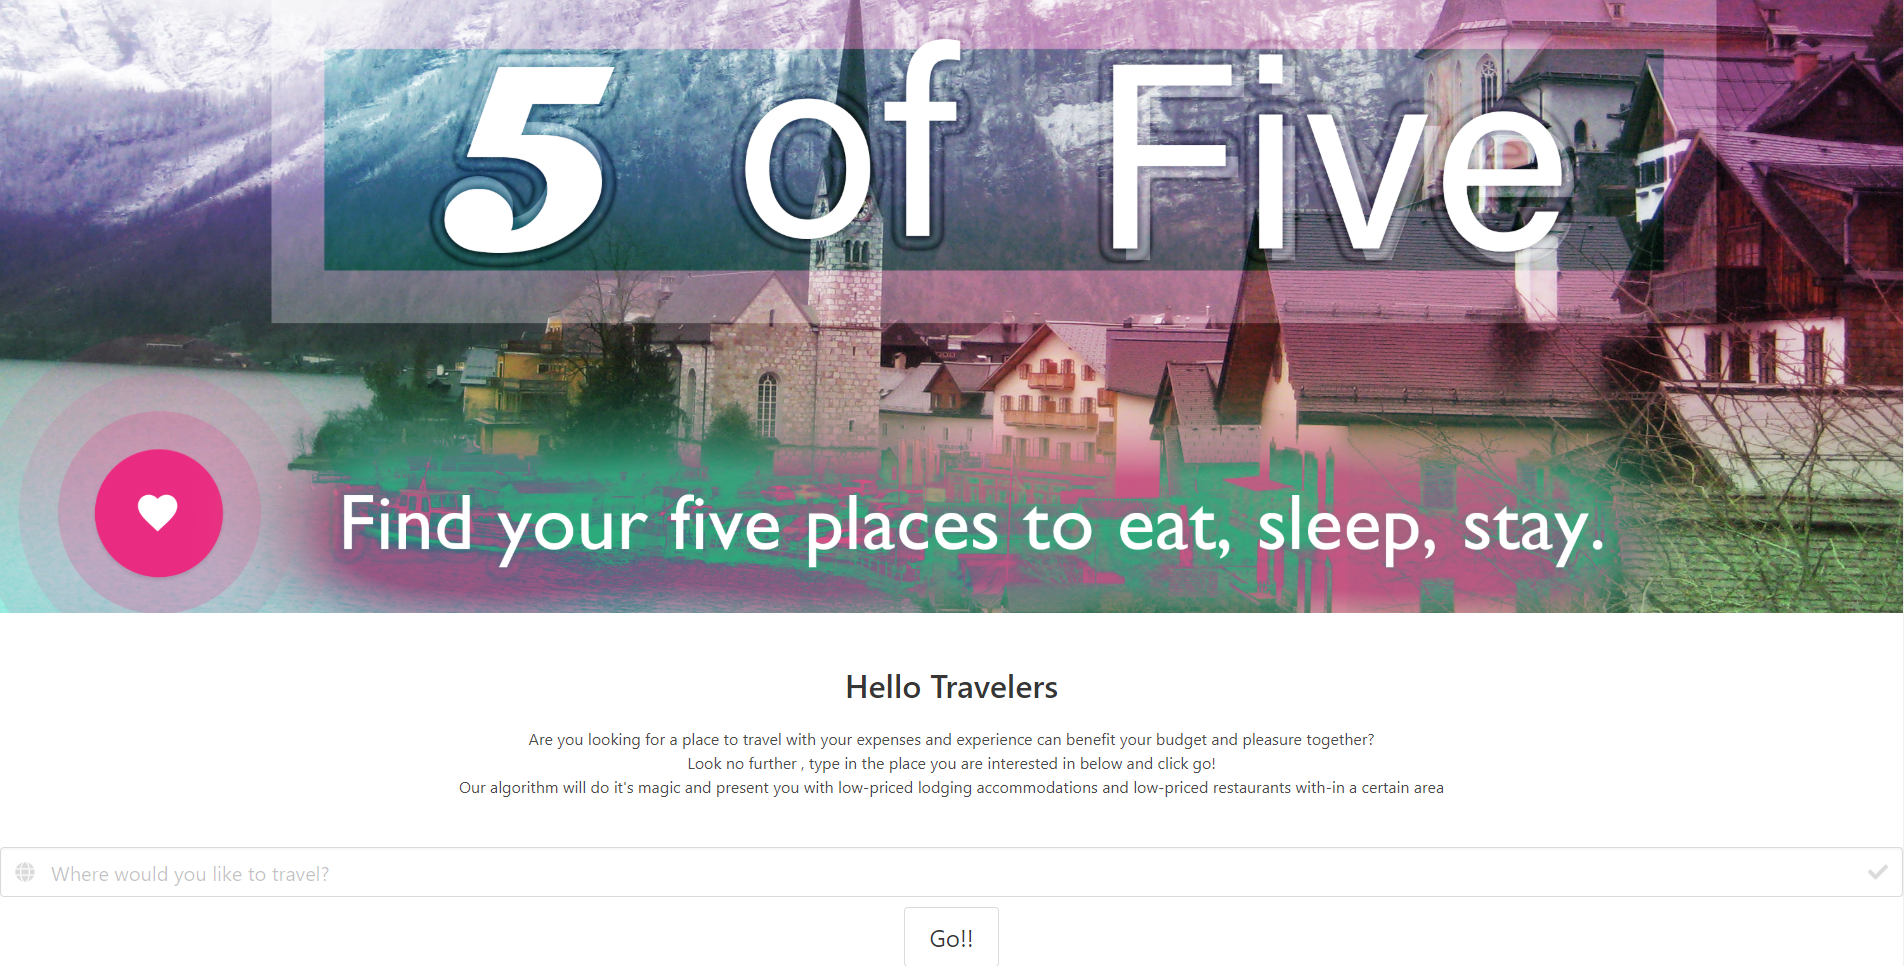 5 of Five
Find your five places to eat, sleep, stay.
Hello Travelers
Are you looking for a place to travel with your expenses and experience can benefit your budget and pleasure together?
Look no further , type in the place you are interested in below and click go!
Our algorithm will do it's magic and present you with low-priced lodging accommodations and low-priced restaurants with-in a certain area
Where would you like to travel?
Go!!